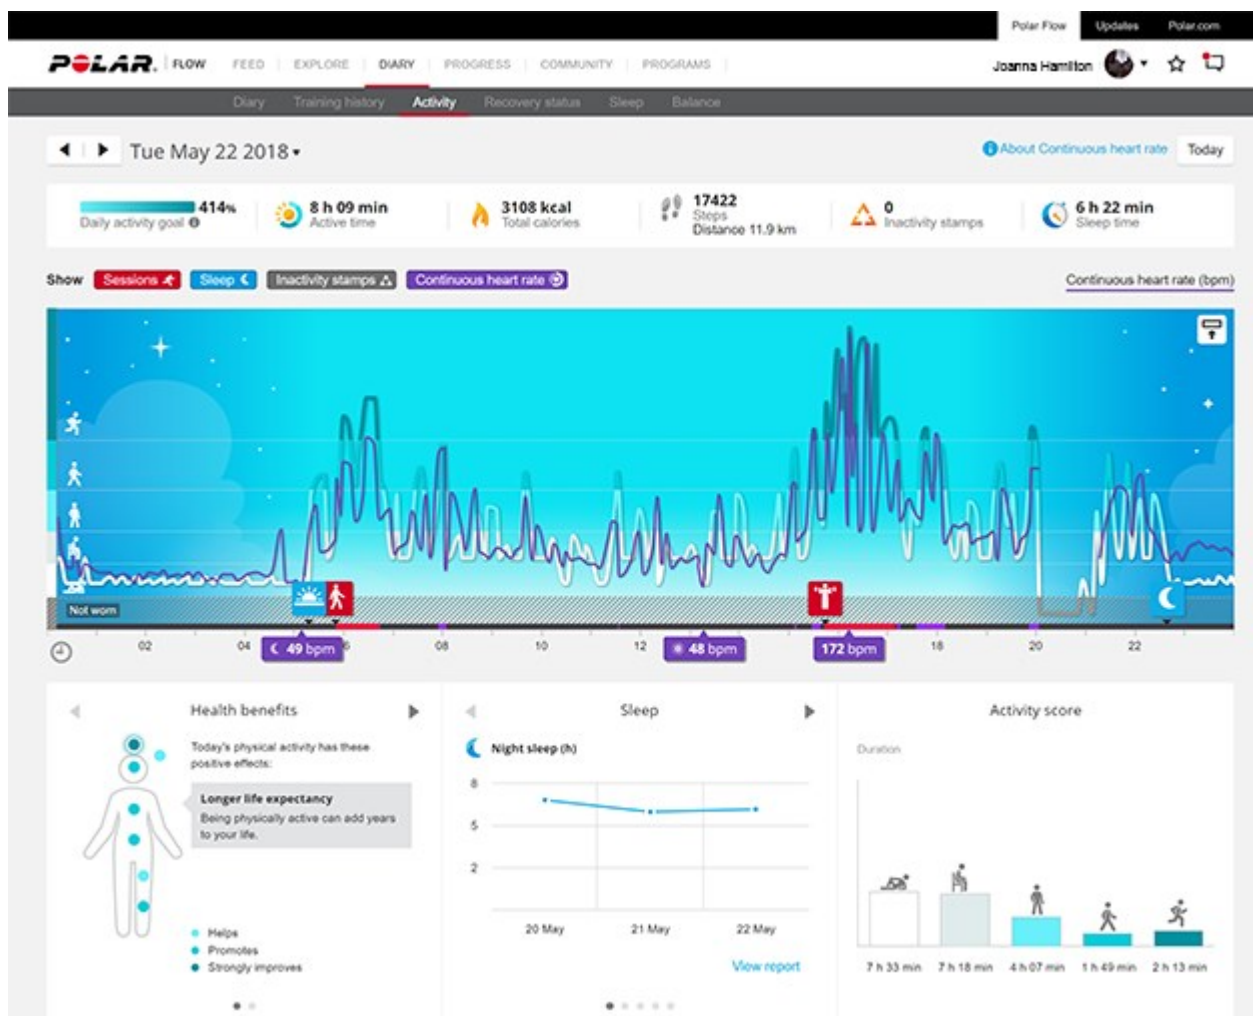 Polar Flow Updates Polar.com
POLAR. FLOW FEED EXPLORE DIARY PROGRESS COMMUNITY PROGRAMS
Joanna Hamilton
Diary Training history Activity Recovery status Sleep Balance
Tue May 22 2018
About Continuous heart rate Today
414%
Daily activity goal
8 h 09 min
Active time
3108 kcal
Total calories
17422
Steps
Distance 11.9 km
0
Inactivity stamps
6 h 22 min
Sleep time
Show Sessions Sleep Inactivity stamps Continuous heart rate
Continuous heart rate (bpm)
Not worn
02 04 6 08 10 12 18 20 22
49 bpm 48 bpm 172 bpm
Health benefits
Today's physical activity has these
positive effects:
Longer life expectancy
Being physically active can add years
to your life.
Helps
Promotes
Strongly improves
Sleep
Night sleep (h)
8
5
2
20 May 21 May 22 May
View report
Activity score
Duration
7 h 33 min 7 h 18 min 4 h 07 min 1 h 49 min 2 h 13 min